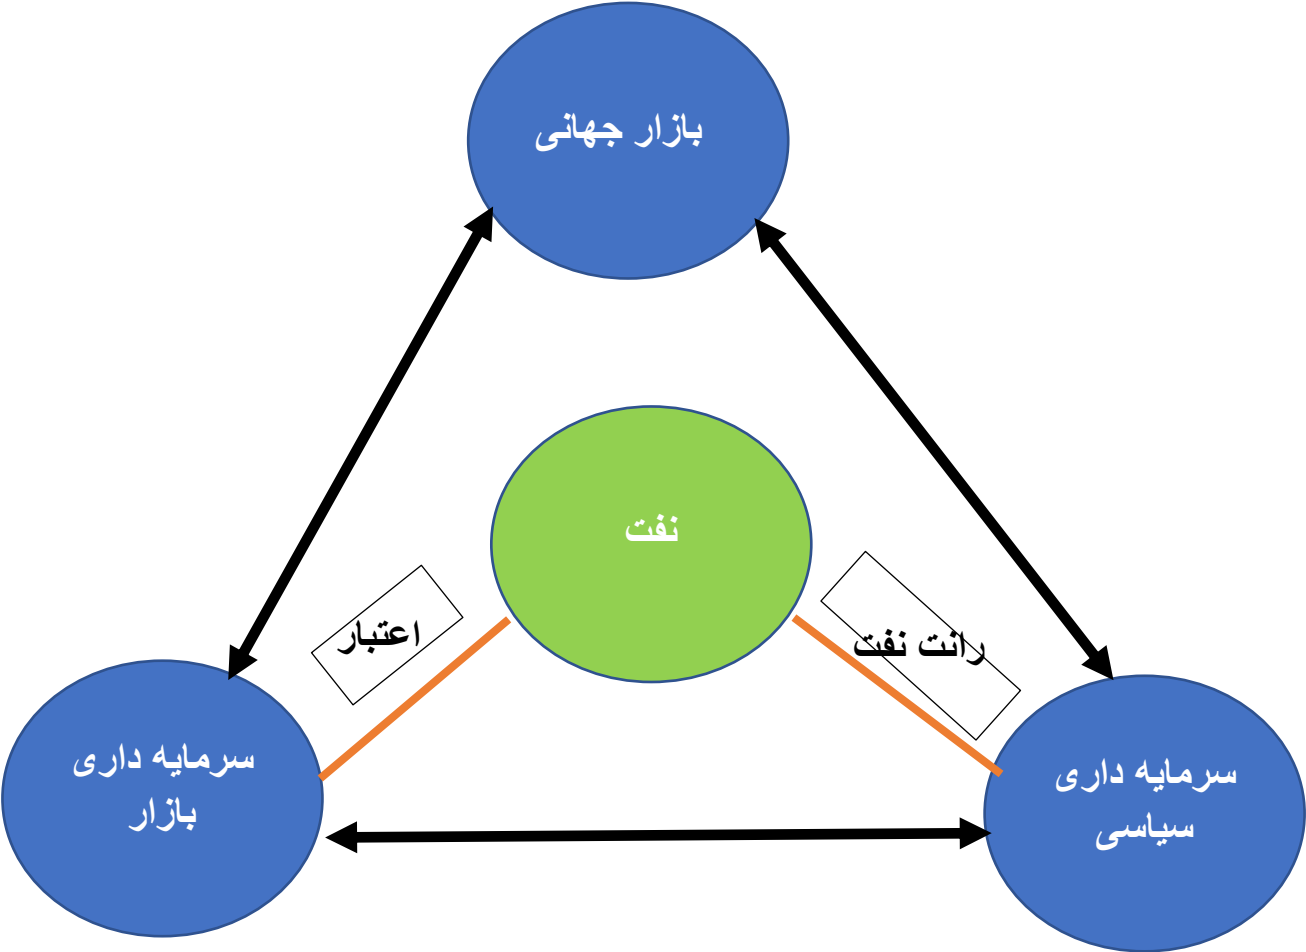 بازار جهانی
نفت
رانت نفت
اعتبار
سرمایه داری
سیاسی
سرمایه داری
بازار